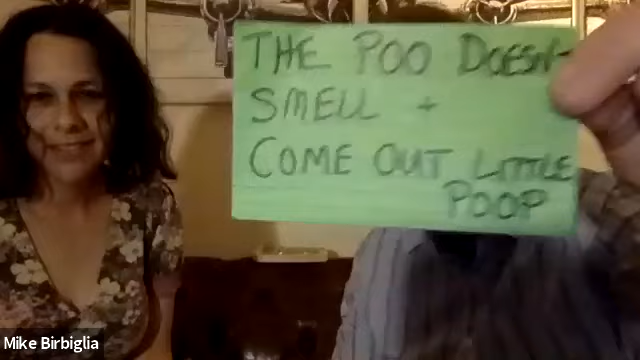 THE POO DOESN'T
SMELL +
COME OUT LITTLE
POOP
Mike Birbiglia